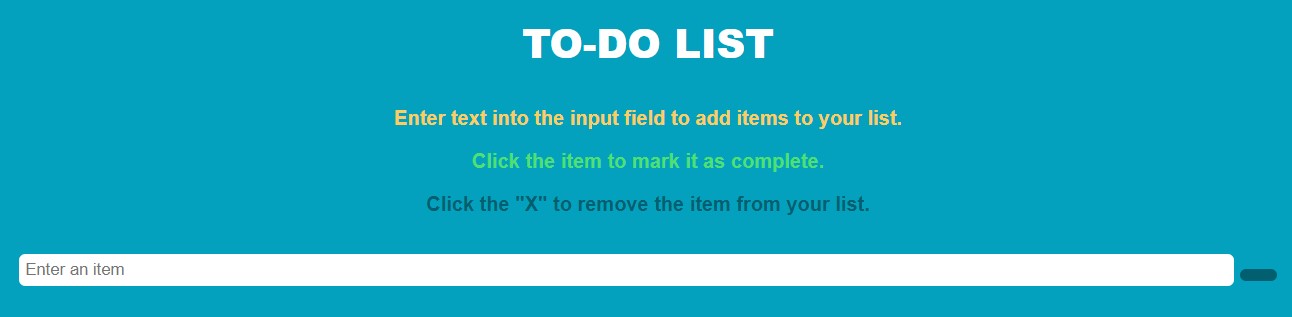 TO-DO LIST
Enter text into the input field to add items to your list.
Click the item to mark it as complete.
Click the "X" to remove the item from your list.
Enter an item